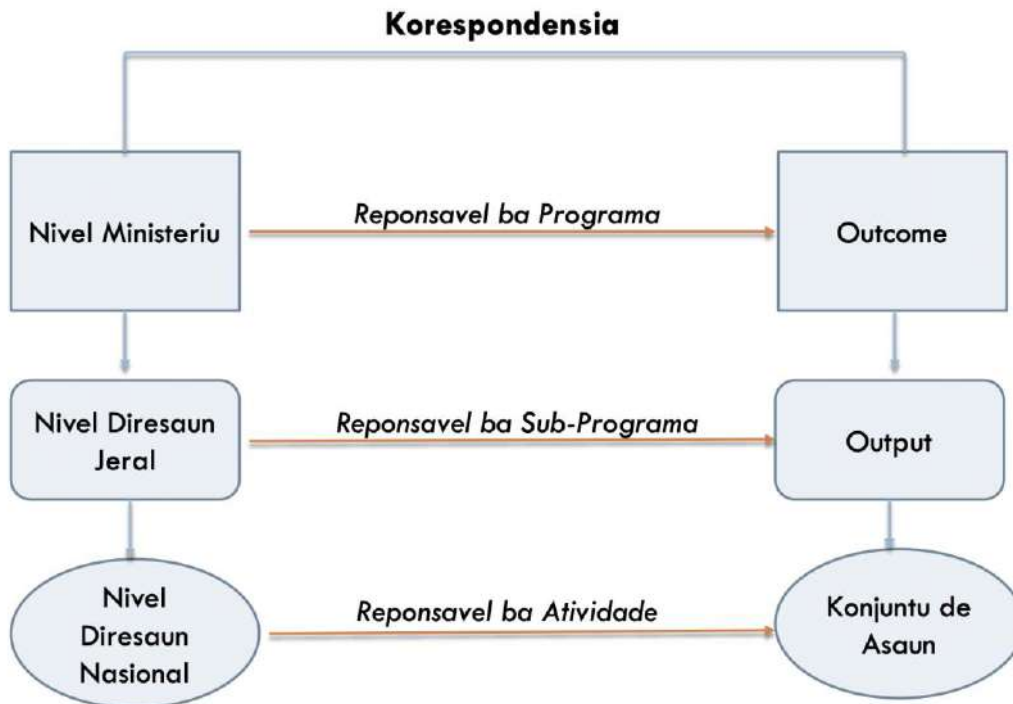 Korespondensia
Nivel Ministeriu
Reponsavel ba Programa
Outcome
Nivel Diresaun
Jeral
Reponsavel ba Sub-Programa
Output
Nivel
Diresaun
Nasional
Reponsavel ba Atividade
Konjuntu de
Asaun